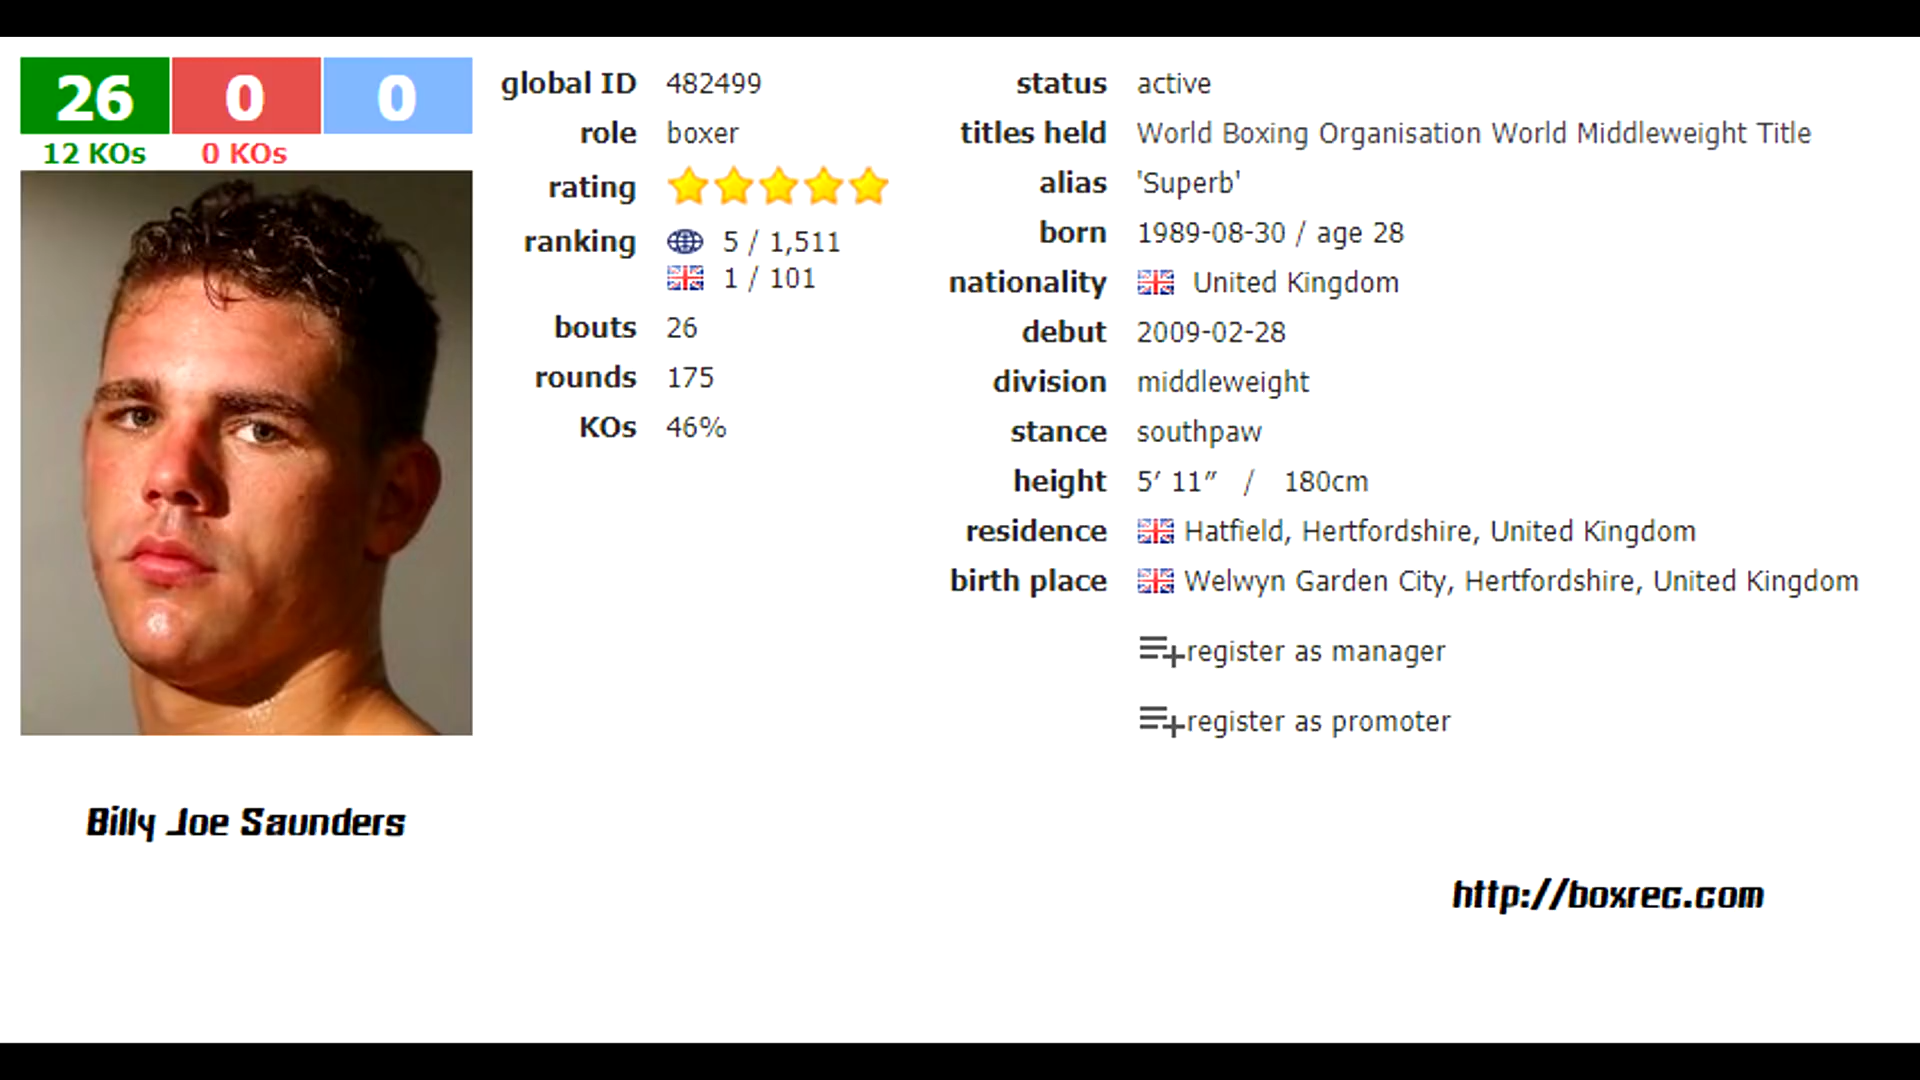 26 0 0
12 KOs 0 KOs
global ID 482499
role boxer
rating
ranking 5 / 1,511
1 / 101
bouts 26
rounds 175
KOs 46%
status active
titles held World Boxing Organisation World Middleweight Title
alias 'Superb'
born 1989-08-30 / age 28
nationality United Kingdom
debut 2009-02-28
division middleweight
stance southpaw
height 5′ 11″ / 180cm
residence Hatfield, Hertfordshire, United Kingdom
birth place Welwyn Garden City, Hertfordshire, United Kingdom
register as manager
register as promoter
Billy Joe Saunders
http://boxrec.com